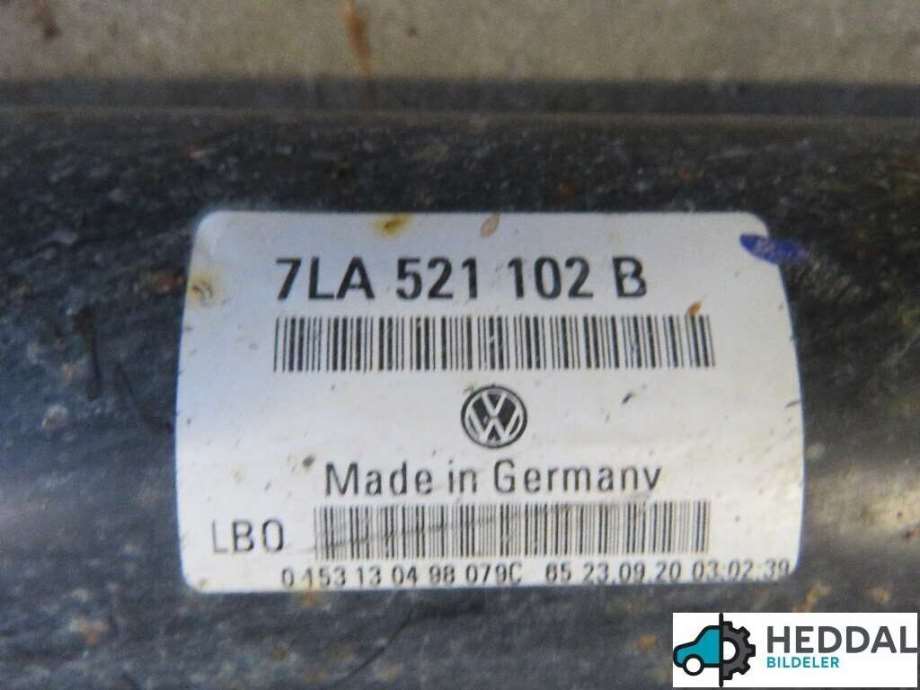 7LA 521 102 B
Made in Germany
LB0
0 153 13 04 98 079C 65 23.09.20 03:02:39
HEDDAL
BILDELER